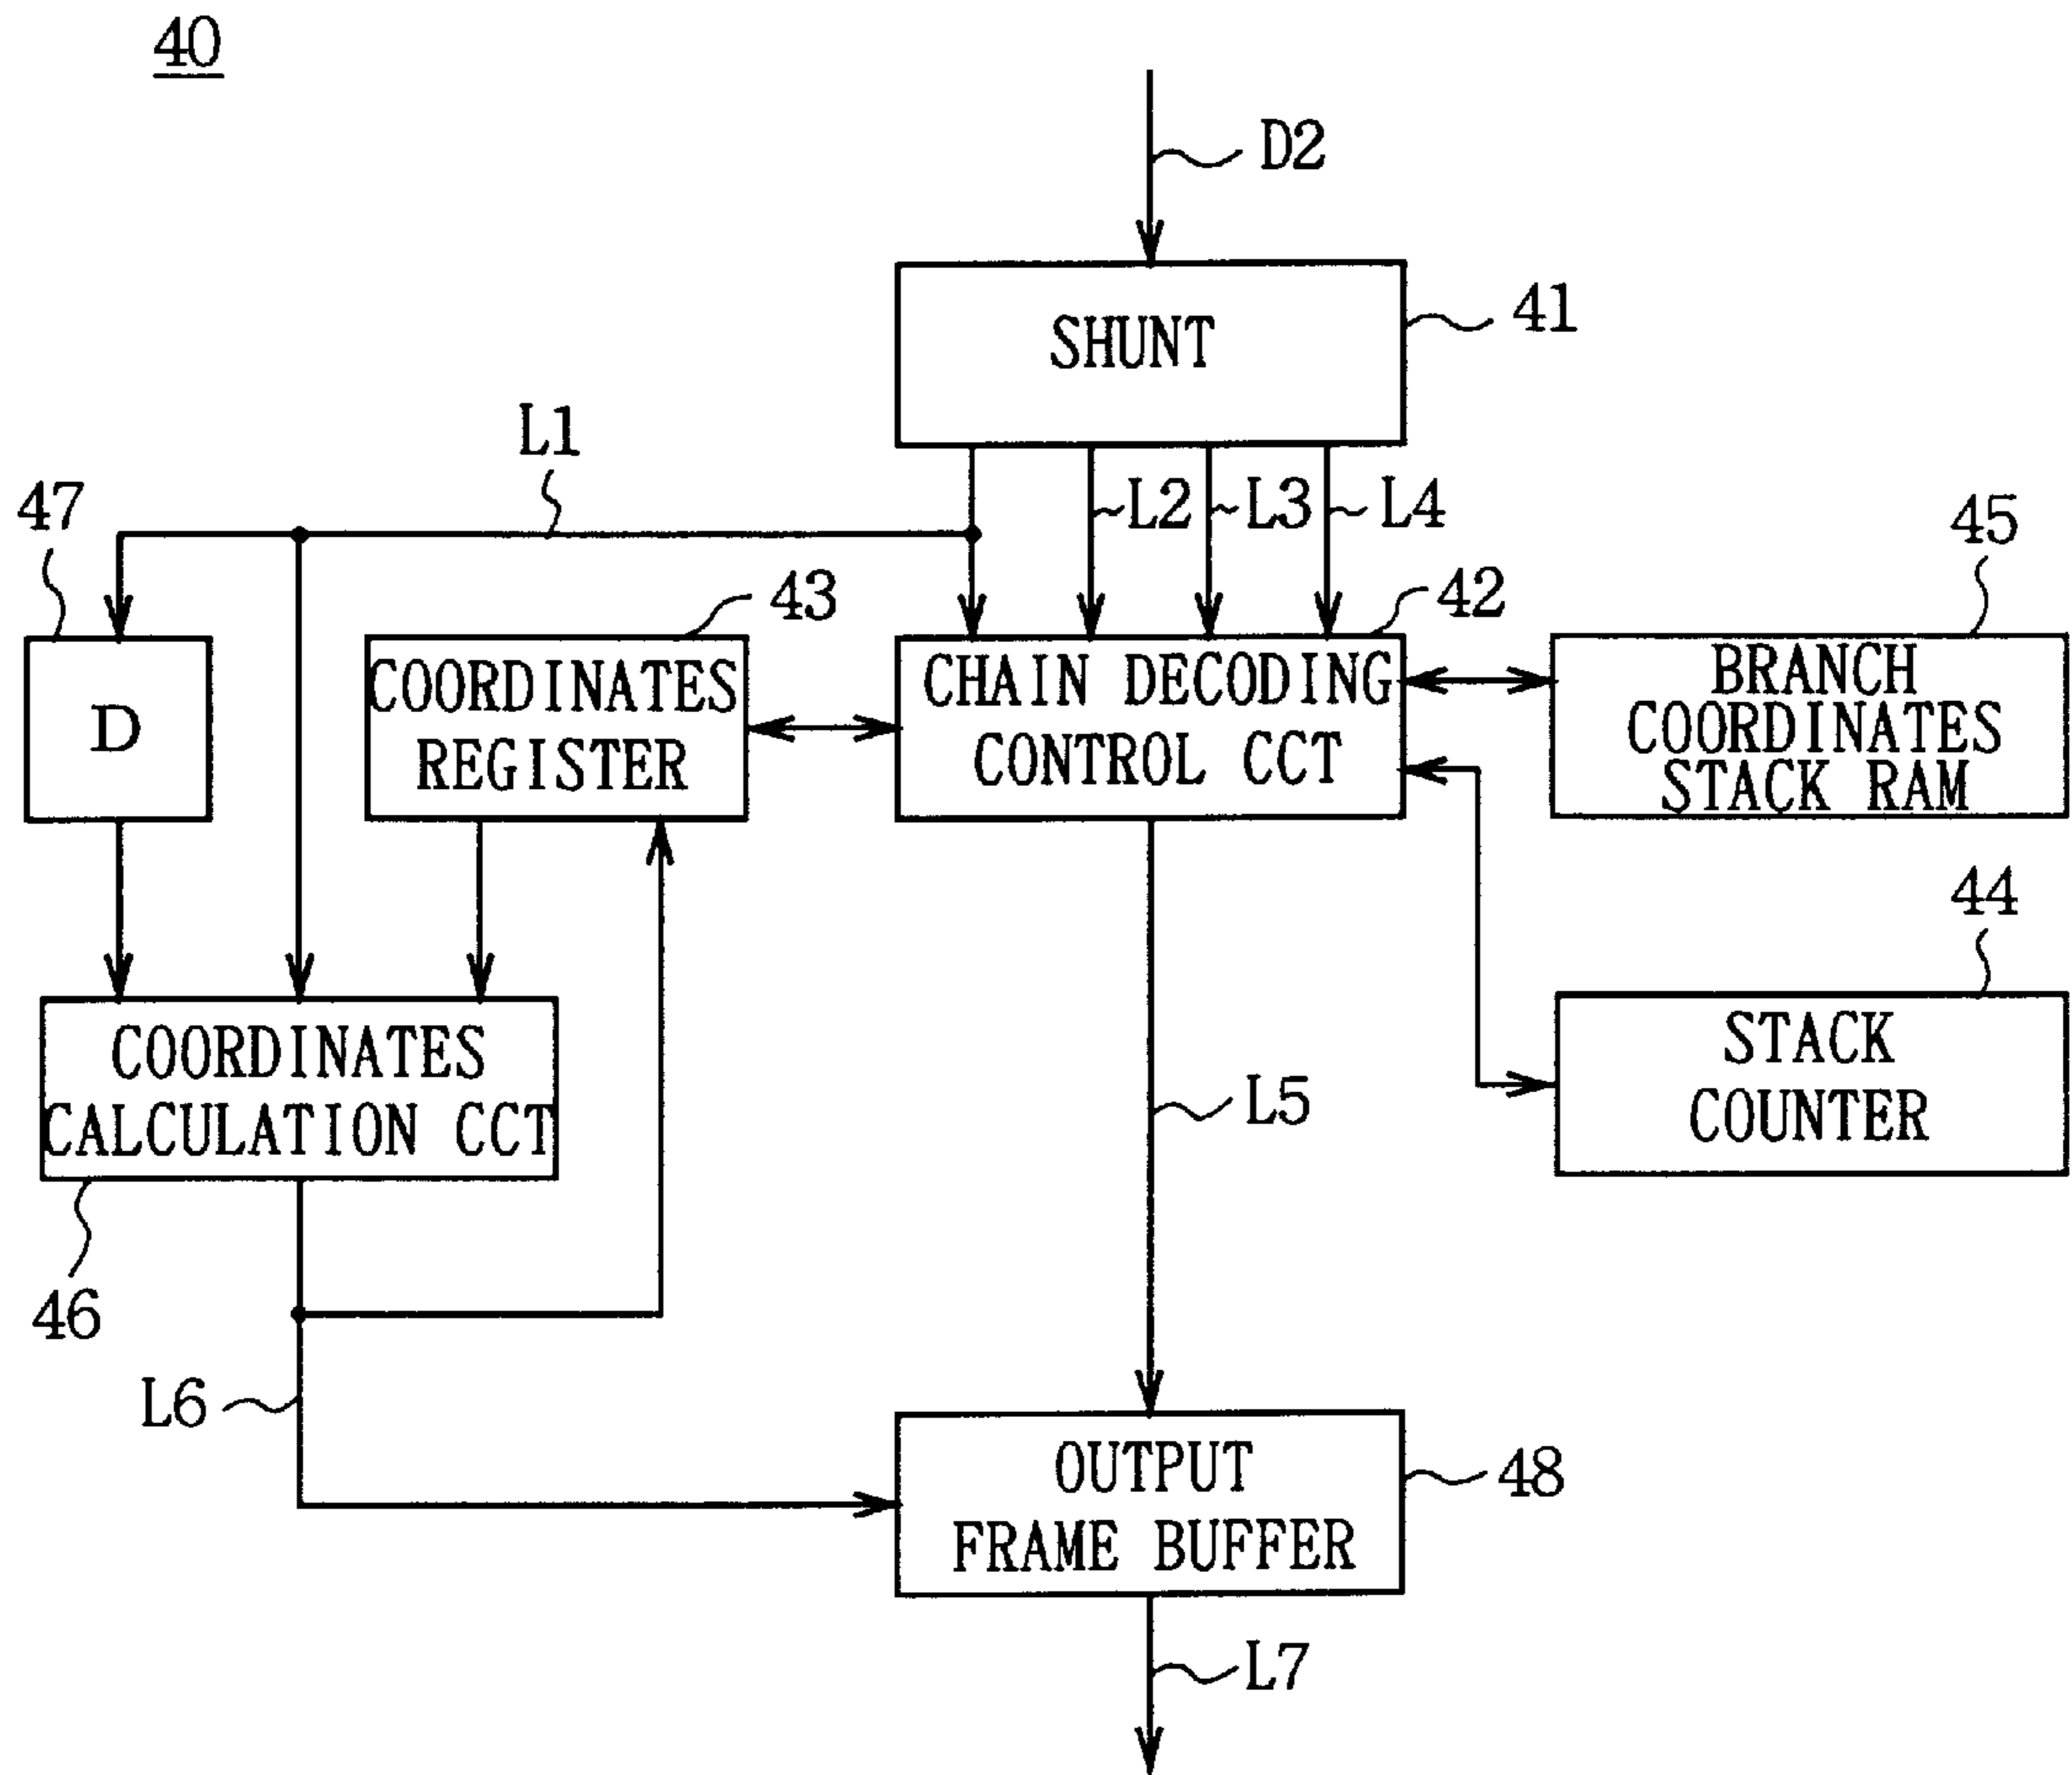 40
D2
SHUNT
41
L1
L2
L3
L4
47
43
42
45
D
COORDINATES
REGISTER
CHAIN DECODING
CONTROL CCT
BRANCH
COORDINATES
STACK RAM
44
COORDINATES
CALCULATION CCT
STACK
COUNTER
L5
46
L6
OUTPUT
FRAME BUFFER
48
L7